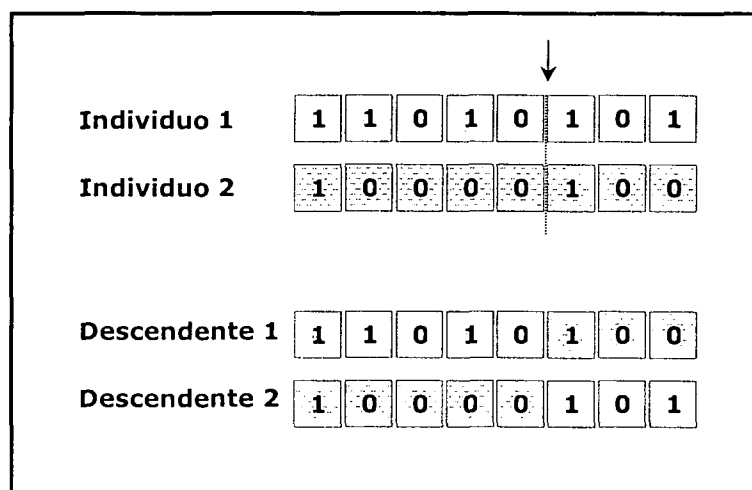 Individuo 1 1 1 0 1 0 1 0 1
Individuo 2 1 0 0 0 0 1 0 0
Descendente 1 1 1 0 1 0 1 0 0
Descendente 2 1 0 0 0 0 1 0 1